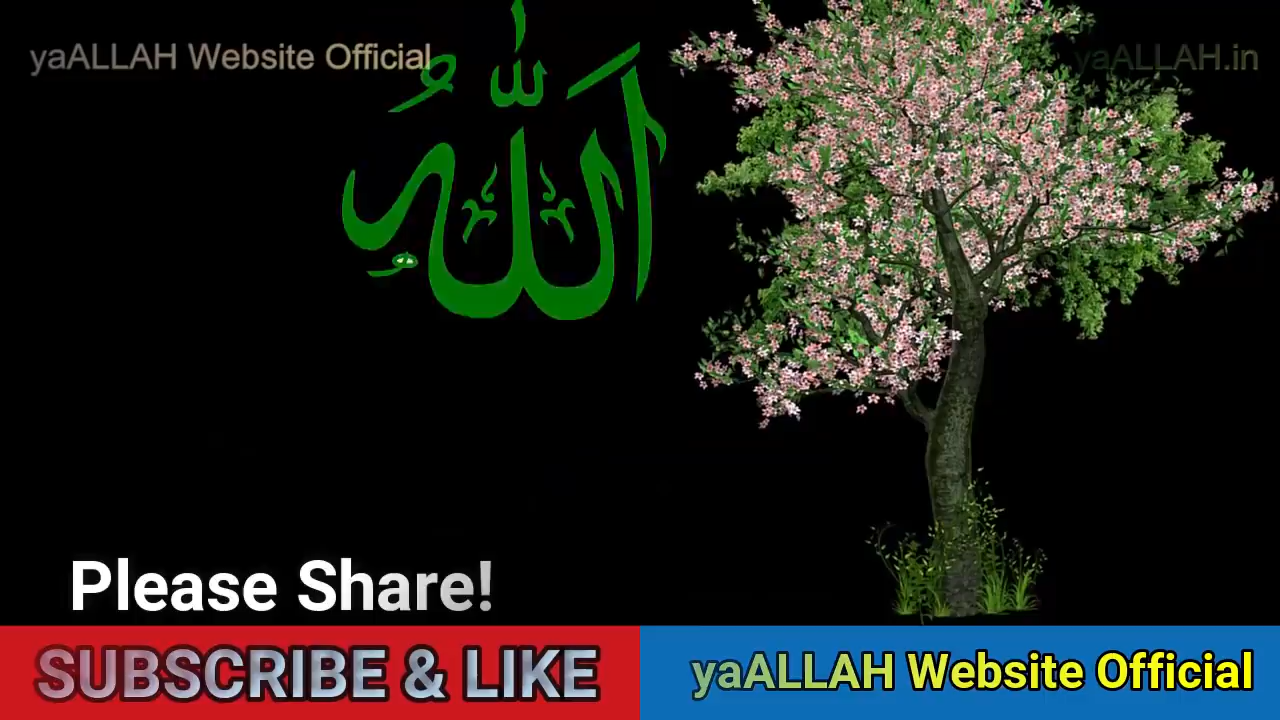 yaALLAH Website Official
yaALLAH.in
الله
Please Share!
SUBSCRIBE & LIKE
yaALLAH Website Official